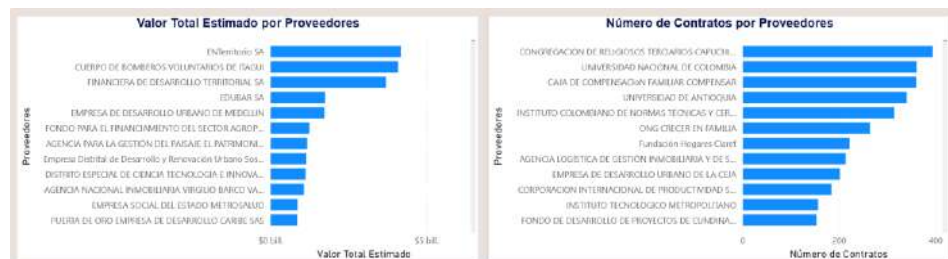 Valor Total Estimado por Proveedores
Proveedores
ENTerritorio SA
CUERPO DE BOMBEROS VOLUNTARIOS DE ITAGUI
FINANCIERA DE DESARROLLO TERRITORIAL SA
EDUBAR SA
EMPRESA DE DESARROLLO URBANO DE MEDELLIN
FONDO PARA EL FINANCIAMIENTO DEL SECTOR AGROP...
AGENCIA PARA LA GESTIÓN DEL PAISAJE EL PATRIMONI...
Empresa Distrital de Desarrollo y Renovación Urbano Sos...
DISTRITO ESPECIAL DE CIENCIA TECNOLOGIA E INNOVA...
AGENCIA NACIONAL INMOBILIARIA VIRGILIO BARCO VA...
EMPRESA SOCIAL DEL ESTADO METROSALUD
PUERTA DE ORO EMPRESA DE DESARROLLO CARIBE SAS
$0 bill. $5 bill.
Valor Total Estimado
Número de Contratos por Proveedores
Proveedores
CONGREGACION DE RELIGIOSOS TERCIARIOS CAPUCHI...
UNIVERSIDAD NACIONAL DE COLOMBIA
CAJA DE COMPENSACION FAMILIAR COMPENSAR
UNIVERSIDAD DE ANTIOQUIA
INSTITUTO COLOMBIANO DE NORMAS TECNICAS Y CER...
ONG CRECER EN FAMILIA
Fundación Hogares Claret
AGENCIA LOGISTICA DE GESTION INMOBILIARIA Y DE S...
EMPRESA DE DESARROLLO URBANO DE LA CEJA
CORPORACION INTERNACIONAL DE PRODUCTIVIDAD S...
INSTITUTO TECNOLOGICO METROPOLITANO
FONDO DE DESARROLLO DE PROYECTOS DE CUNDINA...
0 200 400
Número de Contratos